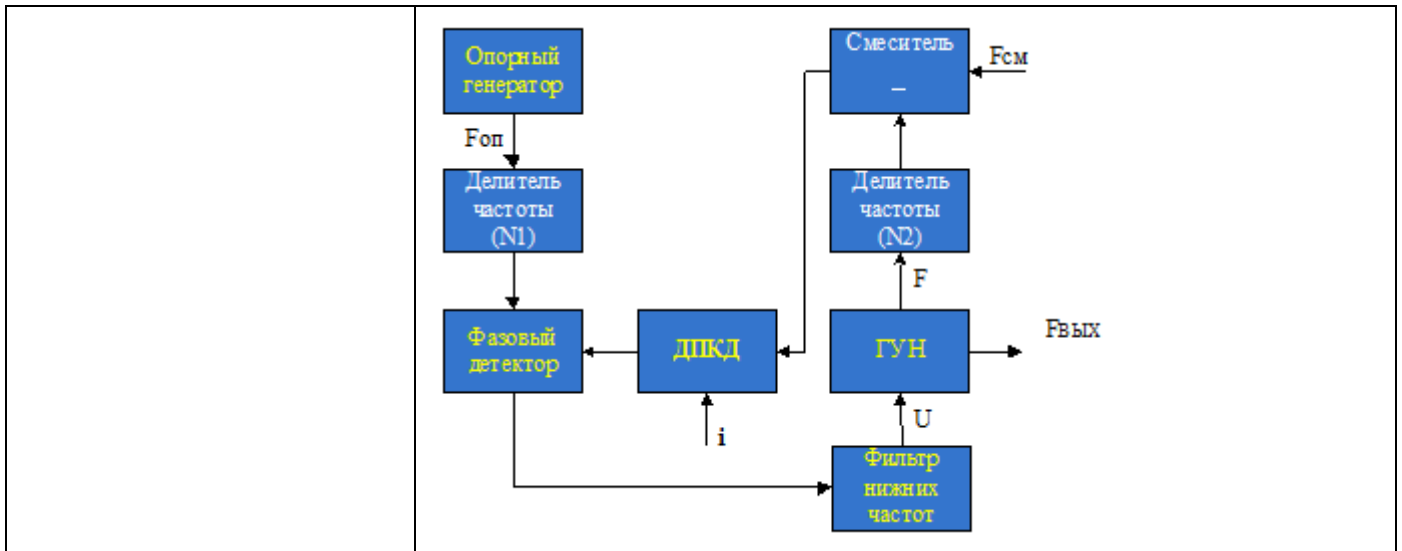 Опорный
генератор
Fоп
Делитель
частоты
(N1)
Фазовый
детектор
ДПКД
i
Смеситель
–
Fсм
Делитель
частоты
(N2)
F
ГУН
Fвых
U
Фильтр
нижних
частот